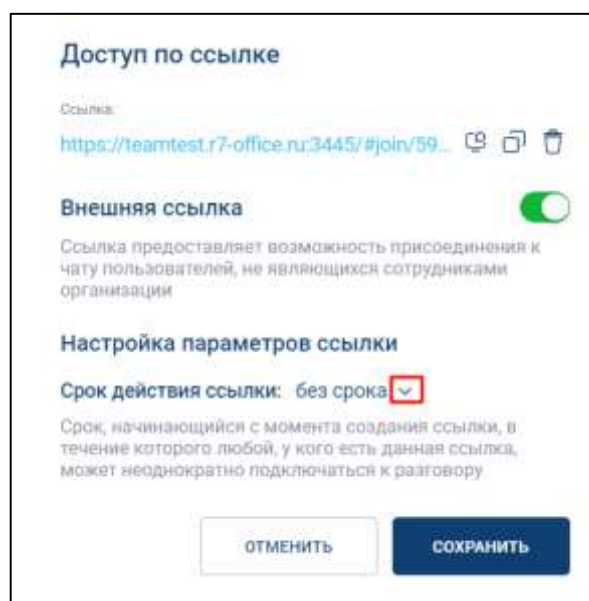 Доступ по ссылке
Ссылка:
https://teamtest.r7-office.ru:3445/#join/59...
Внешняя ссылка
Ссылка предоставляет возможность присоединения к
чату пользователей, не являющихся сотрудниками
организации
Настройка параметров ссылки
Срок действия ссылки: без срока
Срок, начинающийся с момента создания ссылки, в
течение которого любой, у кого есть данная ссылка,
может неоднократно подключаться к разговору
ОТМЕНИТЬ СОХРАНИТЬ